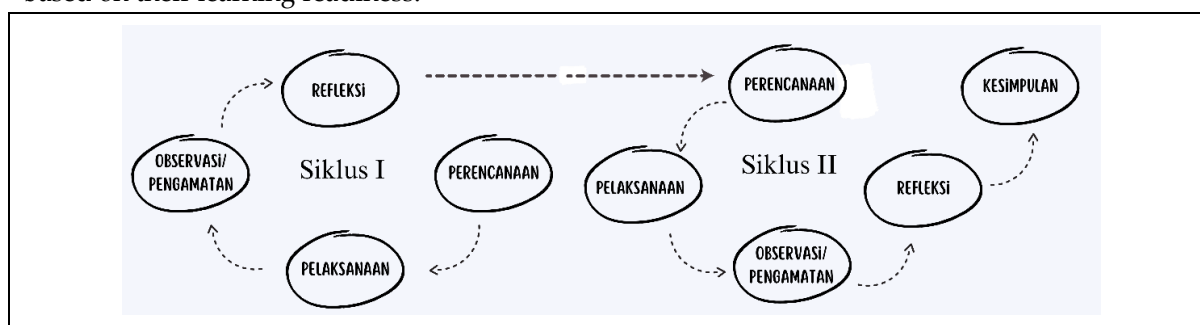 based on their learning readiness.
REFLEKSI
PERENCANAAN
KESIMPULAN
OBSERVASI/
PENGAMATAN
Siklus I
PERENCANAAN
PELAKSANAAN
Siklus II
REFLEKSI
PELAKSANAAN
OBSERVASI/
PENGAMATAN